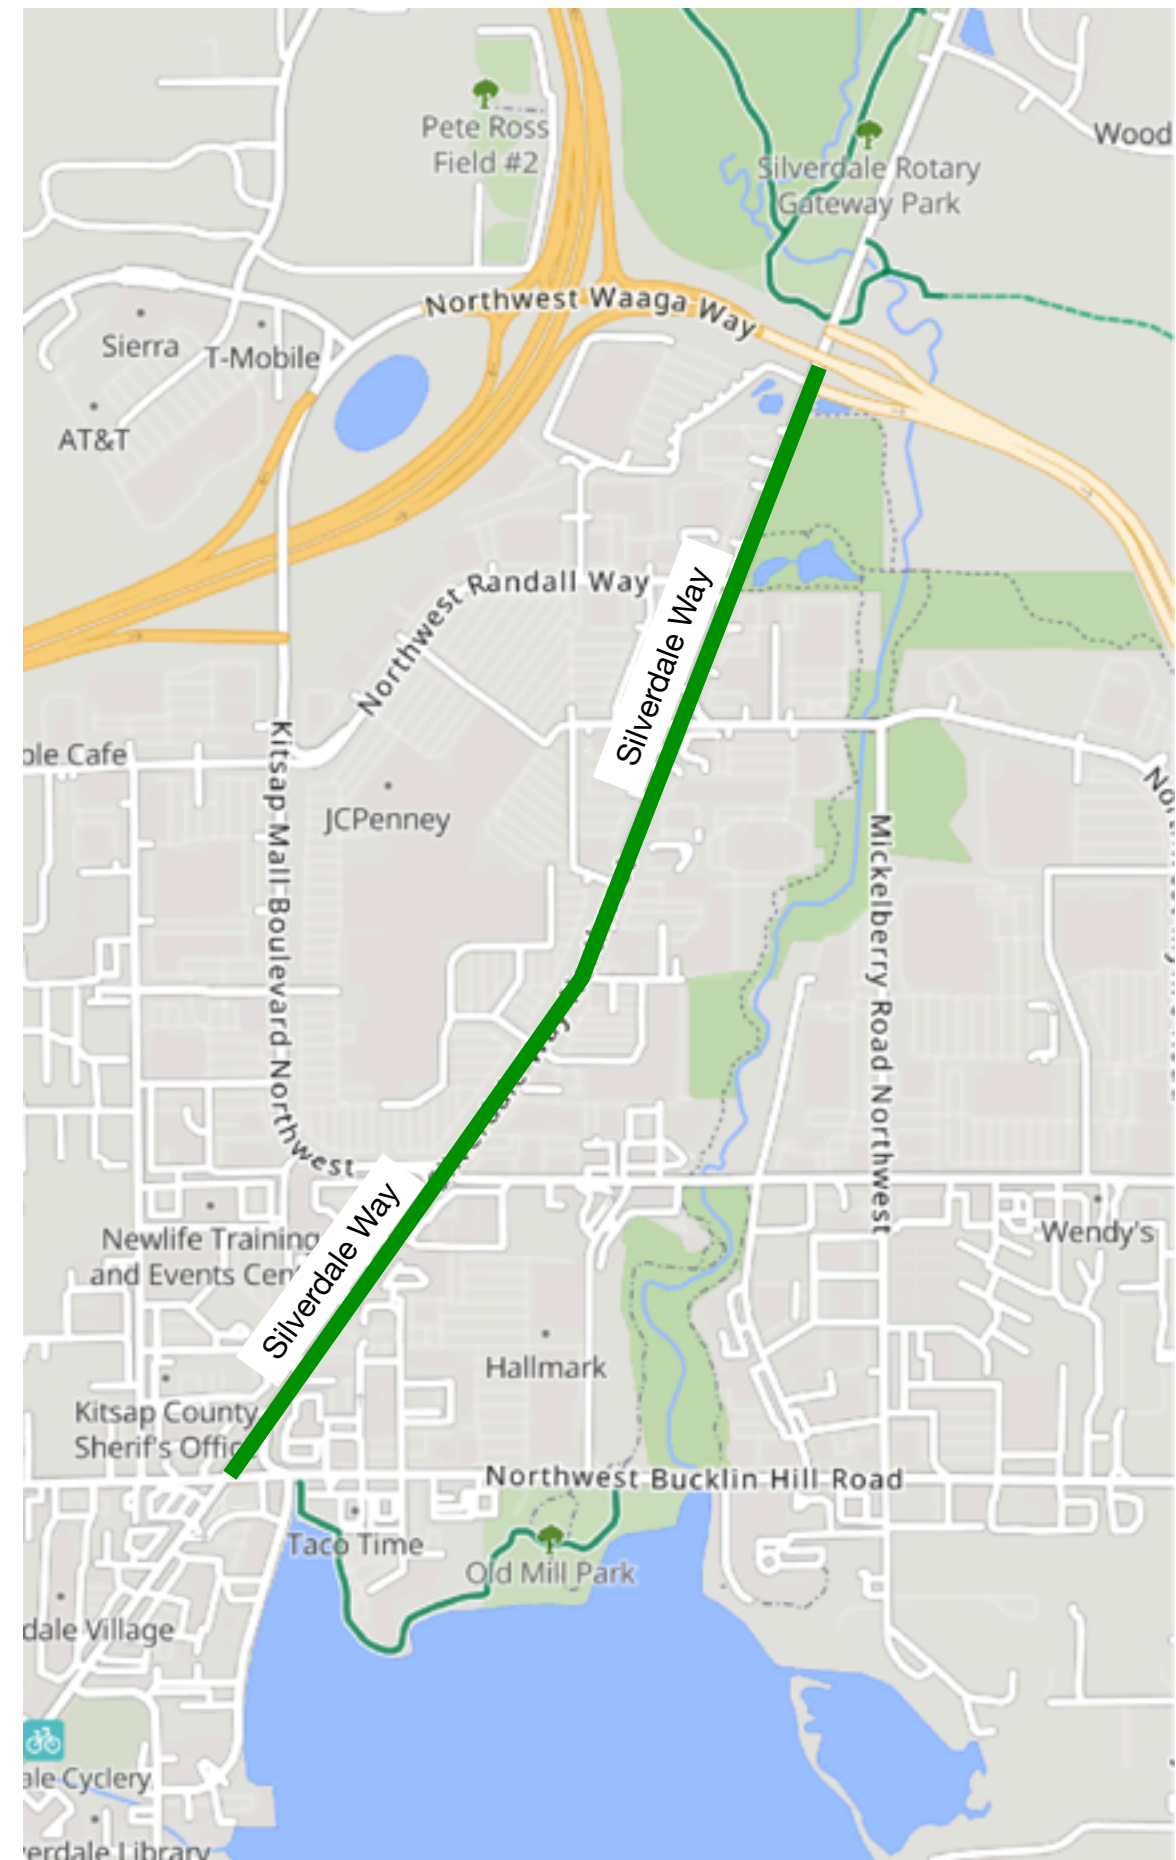 Pete Ross
Field #2
Wood
Silverdale Rotary
Gateway Park
Northwest Waaga Way
Sierra
T-Mobile
AT&T
Northwest Randall Way
Silverdale Way
ple Cafe
Kitsap Mall Boulevard Northwest
JCPenney
Mickelberry Road Northwest
Silverdale Way
Newlife Training
and Events Cen
Wendy's
Hallmark
Kitsap County
Sherif's Offic
Northwest Bucklin Hill Road
Taco Time
Old Mill Park
dale Village
ale Cyclery
verdale Library